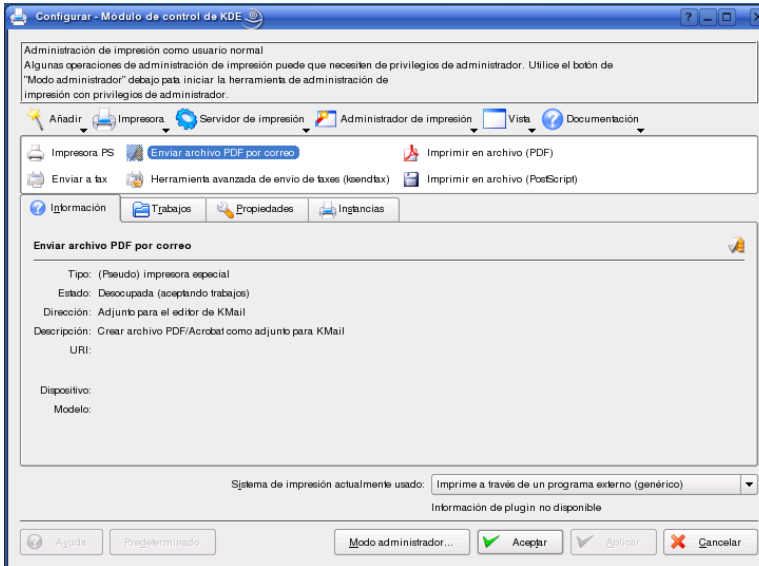 Configurar - Módulo de control de KDE
Administración de impresión como usuario normal
Algunas operaciones de administración de impresión puede que necesiten de privilegios de administrador. Utilice el botón de
"Modo administrador" debajo pata iniciar la herramienta de administración de
impresión con privilegios de administrador.
Añadir Impresora Servidor de impresión Administrador de impresión Vista Documentación
Impresora PS Enviar archivo PDF por correo Imprimir en archivo (PDF)
Enviar a fax Herramienta avanzada de envio de faxes (ksendfax) Imprimir en archivo (PostScript)
Información Trabajos Propiedades Instancias
Enviar archivo PDF por correo
Tipo: (Pseudo) impresora especial
Estado: Desocupada (aceptando trabajos)
Dirección: Adjunto para el editor de KMail
Descripción: Crear archivo PDF/Acrobat como adjunto para KMail
URI:
Dispositivo:
Modelo:
Sistema de impresión actualmente usado: Imprime a través de un programa externo (genérico)
Información de plugin no disponible
Ayuda Predeterminado Modo administrador... Aceptar Aplicar Cancelar